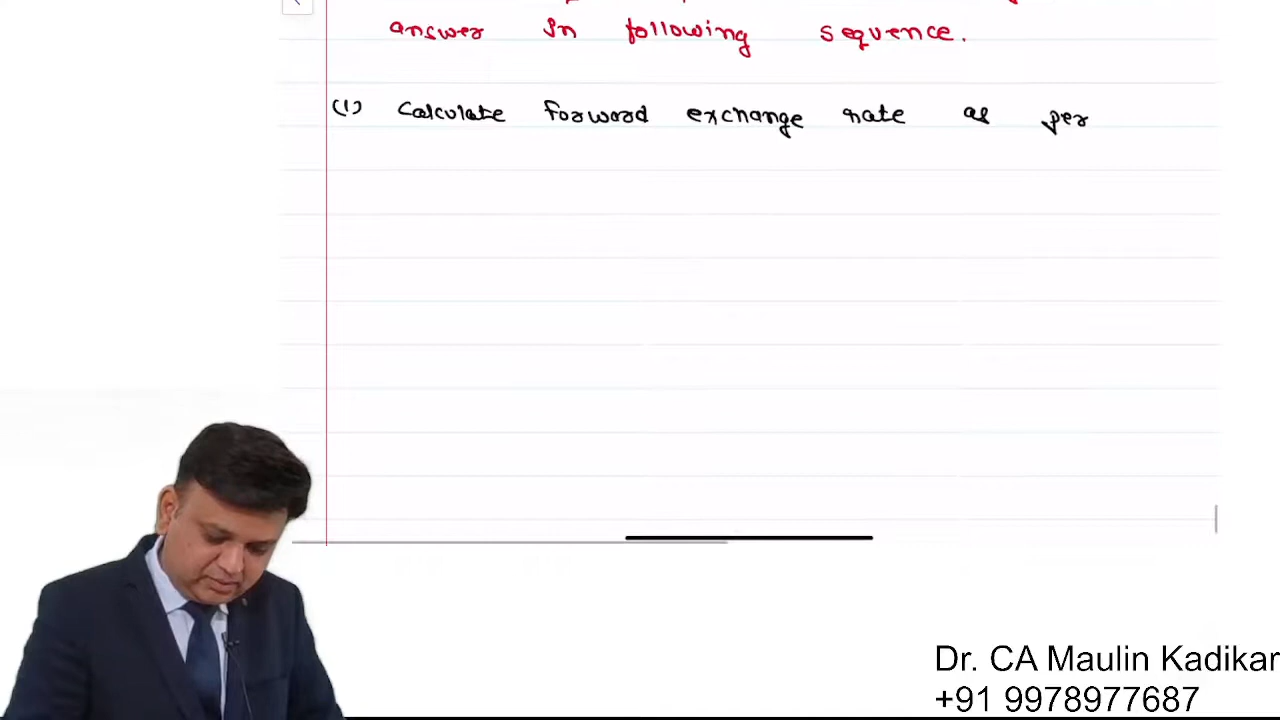 answer in following sequence.
(1) Calculate forward exchange rate as per
Dr. CA Maulin Kadikar
+91 9978977687